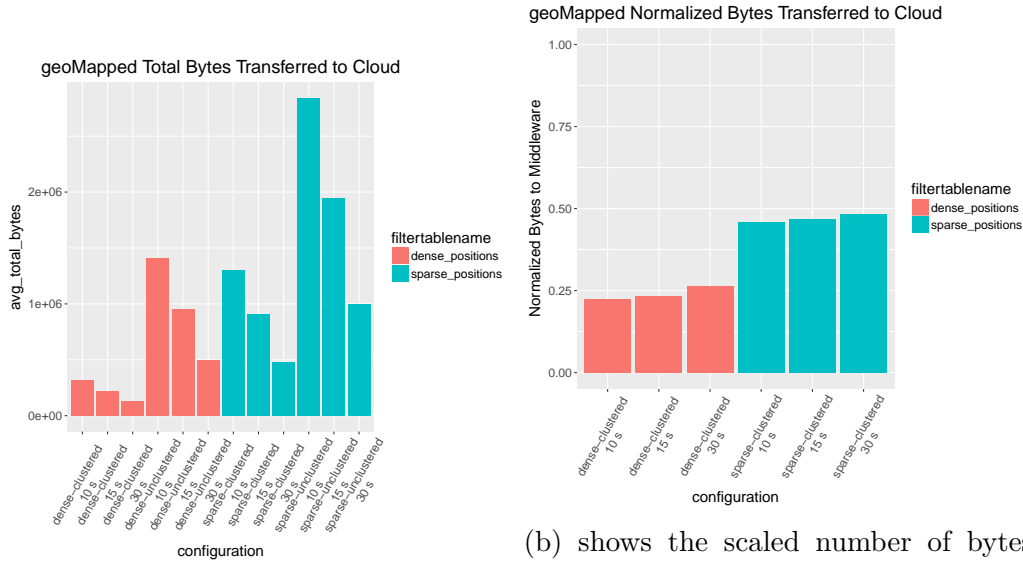 geoMapped Total Bytes Transferred to Cloud
avg_total_bytes
2e+06
1e+06
0e+00
dense−clustered
10 s
dense−clustered
15 s
dense−clustered
30 s
dense−unclustered
10 s
dense−unclustered
15 s
dense−unclustered
30 s
sparse−clustered
10 s
sparse−clustered
15 s
sparse−clustered
30 s
sparse−unclustered
10 s
sparse−unclustered
15 s
sparse−unclustered
30 s
configuration
filtertablename
dense_positions
sparse_positions
geoMapped Normalized Bytes Transferred to Cloud
Normalized Bytes to Middleware
1.00
0.75
0.50
0.25
0.00
dense−clustered
10 s
dense−clustered
15 s
dense−clustered
30 s
sparse−clustered
10 s
sparse−clustered
15 s
sparse−clustered
30 s
configuration
filtertablename
dense_positions
sparse_positions
(b) shows the scaled number of bytes